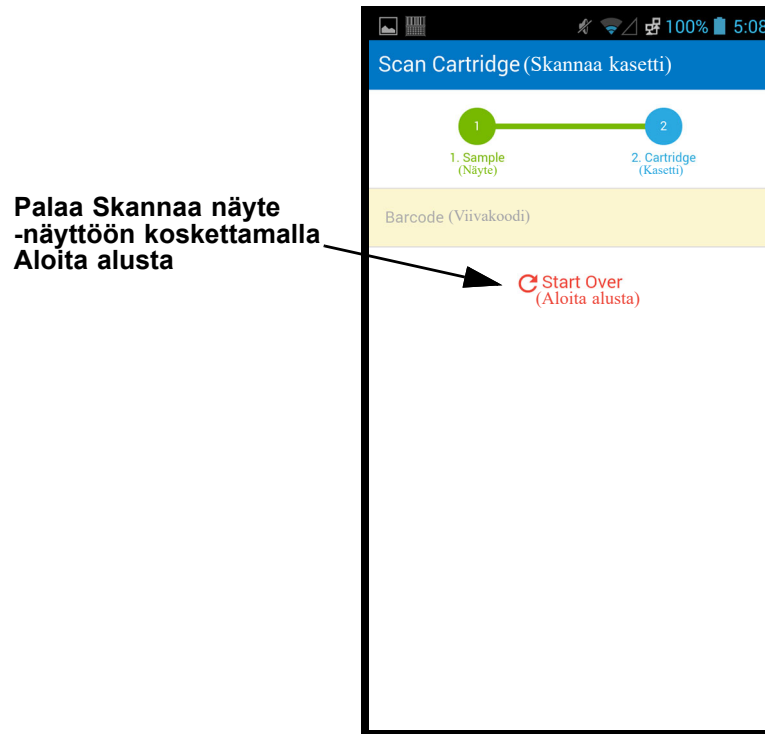 100% 5:08
Scan Cartridge (Skannaa kasetti)
1 2
1. Sample 2. Cartridge
(Näyte) (Kasetti)
Palaa Skannaa näyte
-näyttöön koskettamalla
Aloita alusta
Barcode (Viivakoodi)
Start Over
(Aloita alusta)